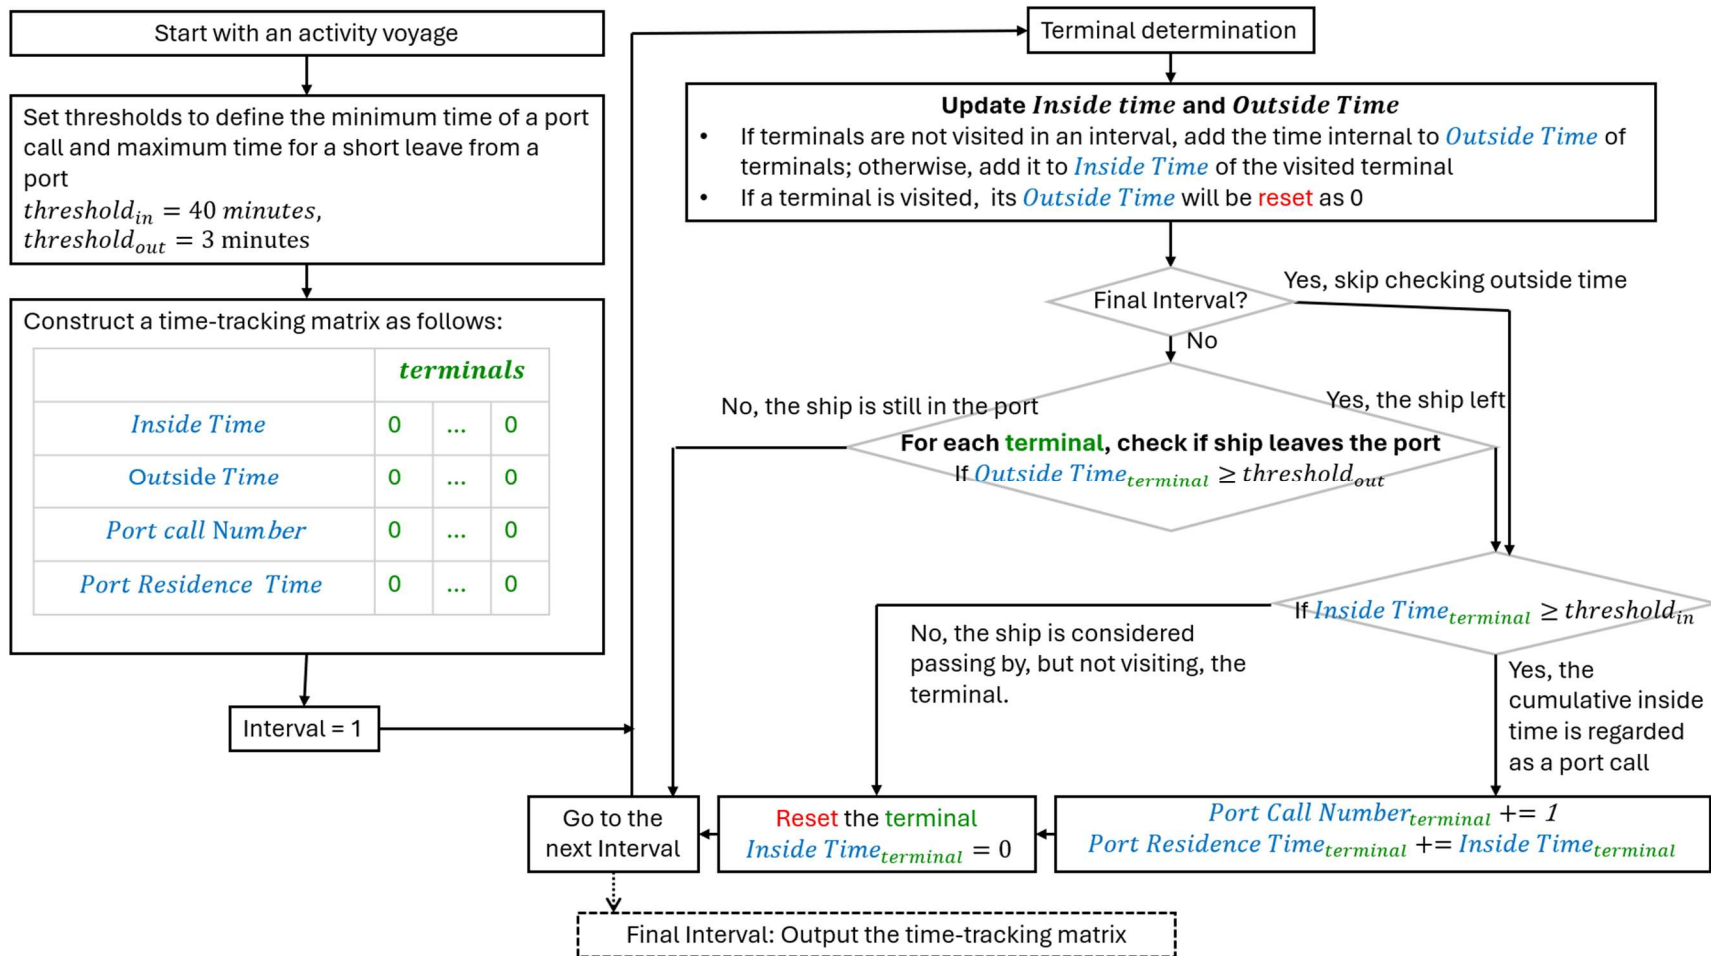 Start with an activity voyage
Set thresholds to define the minimum time of a port
call and maximum time for a short leave from a
port
threshold_in = 40 minutes,
threshold_out = 3 minutes
Construct a time-tracking matrix as follows:
terminals
Inside Time 0 ... 0
Outside Time 0 ... 0
Port call Number 0 ... 0
Port Residence Time 0 ... 0
Interval = 1
Terminal determination
Update Inside time and Outside Time
• If terminals are not visited in an interval, add the time internal to Outside Time of
terminals; otherwise, add it to Inside Time of the visited terminal
• If a terminal is visited, its Outside Time will be reset as 0
Final Interval?
Yes, skip checking outside time
No
No, the ship is still in the port
Yes, the ship left
For each terminal, check if ship leaves the port
If Outside Time_terminal ≥ threshold_out
If Inside Time_terminal ≥ threshold_in
No, the ship is considered
passing by, but not visiting, the
terminal.
Yes, the
cumulative inside
time is regarded
as a port call
Go to the
next Interval
Reset the terminal
Inside Time_terminal = 0
Port Call Number_terminal += 1
Port Residence Time_terminal += Inside Time_terminal
Final Interval: Output the time-tracking matrix